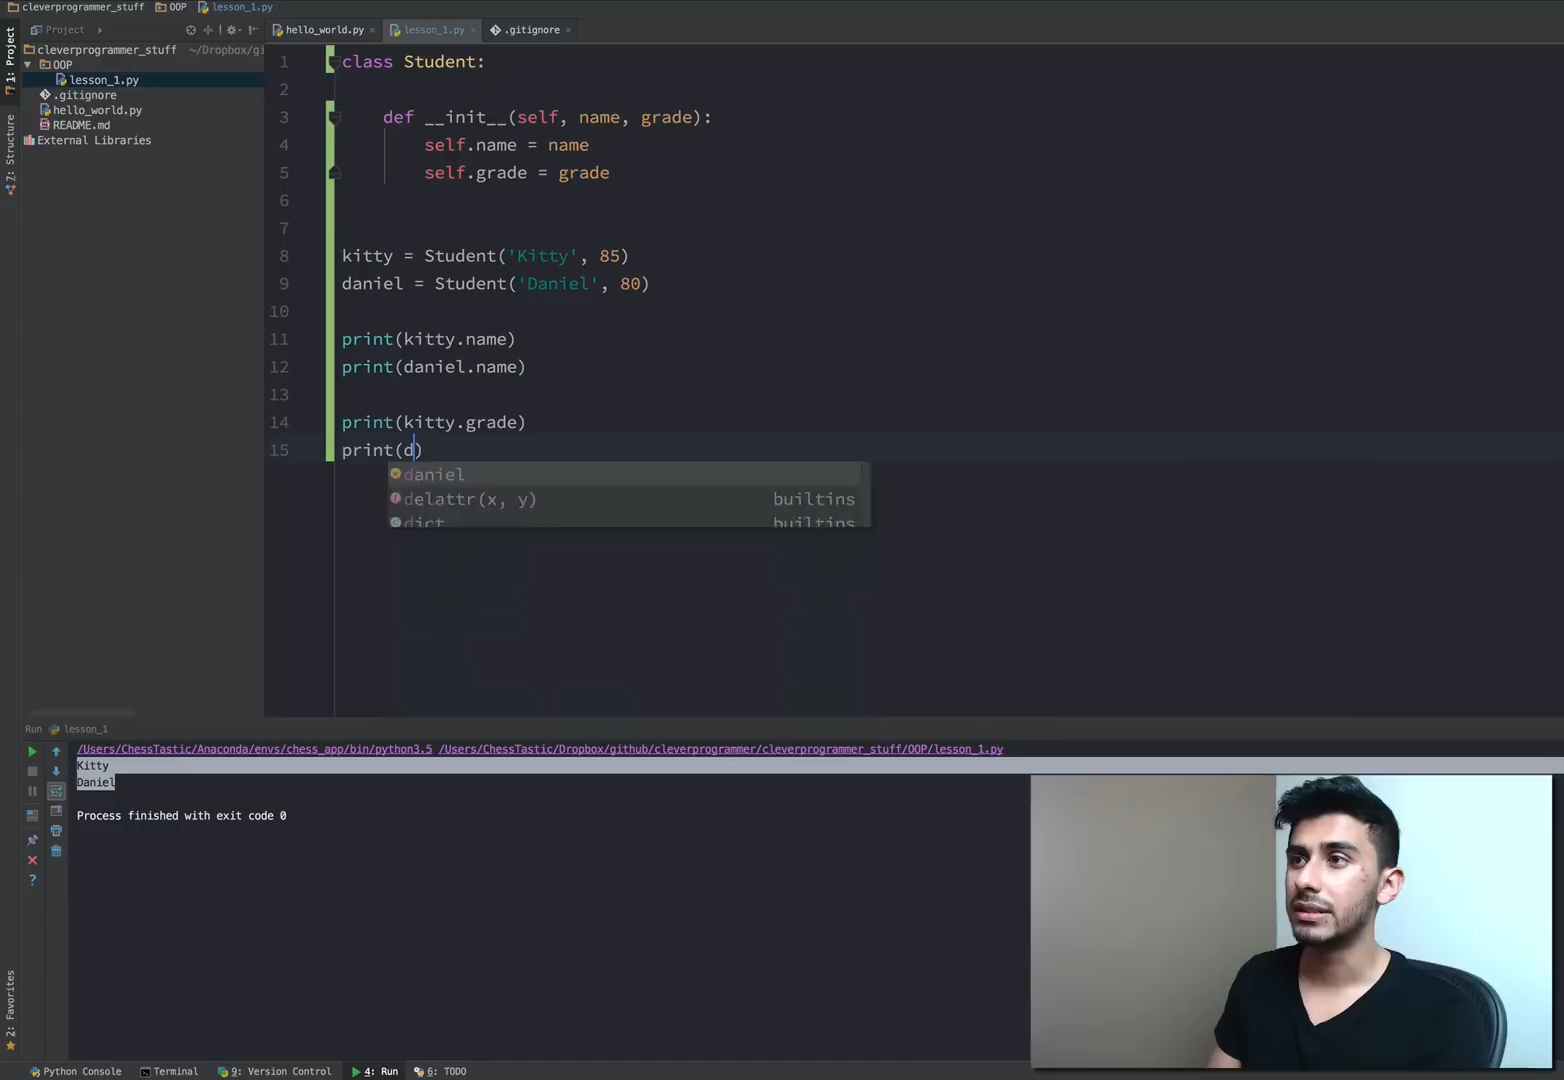 cleverprogrammer_stuff OOP lesson_1.py
Project
hello_world.py × lesson_1.py × .gitignore ×
1: Project
Z: Structure
2: Favorites
cleverprogrammer_stuff ~/Dropbox/gi
OOP
lesson_1.py
.gitignore
hello_world.py
README.md
External Libraries
1 class Student:
2
3 def __init__(self, name, grade):
4 self.name = name
5 self.grade = grade
6
7
8 kitty = Student('Kitty', 85)
9 daniel = Student('Daniel', 80)
10
11 print(kitty.name)
12 print(daniel.name)
13
14 print(kitty.grade)
15 print(d)
daniel
delattr(x, y) builtins
dict builtins
Run lesson_1
/Users/ChessTastic/Anaconda/envs/chess_app/bin/python3.5 /Users/ChessTastic/Dropbox/github/cleverprogrammer/cleverprogrammer_stuff/OOP/lesson_1.py
Kitty
Daniel
Process finished with exit code 0
Python Console Terminal 9: Version Control 4: Run 6: TODO